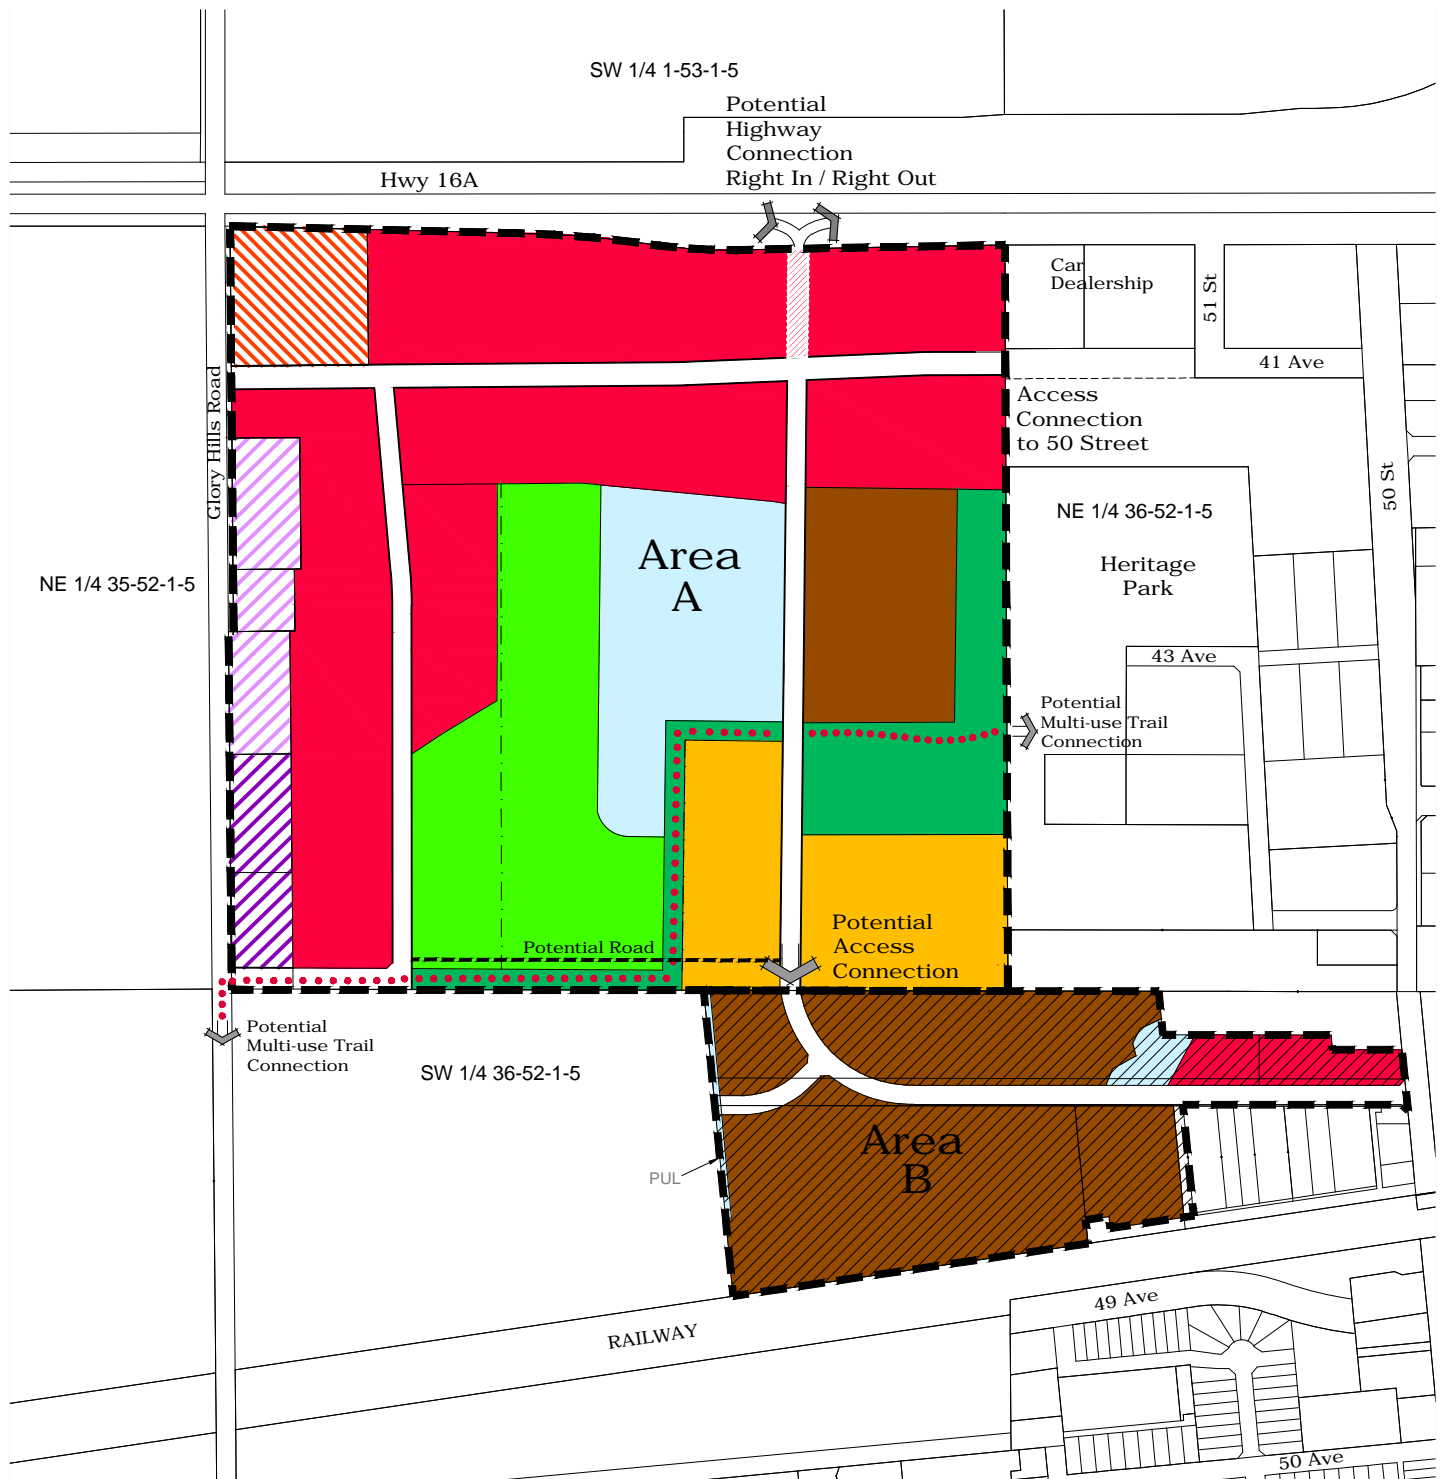 SW 1/4 1-53-1-5
Potential
Highway
Connection
Right In / Right Out
Hwy 16A
Car
Dealership
51 St
41 Ave
Access
Connection
to 50 Street
Glory Hills Road
50 St
NE 1/4 36-52-1-5
Area
A
Heritage
Park
NE 1/4 35-52-1-5
43 Ave
Potential
Multi-use Trail
Connection
Potential
Access
Connection
Potential Road
Potential
Multi-use Trail
Connection
SW 1/4 36-52-1-5
Area
B
PUL
49 Ave
RAILWAY
50 Ave